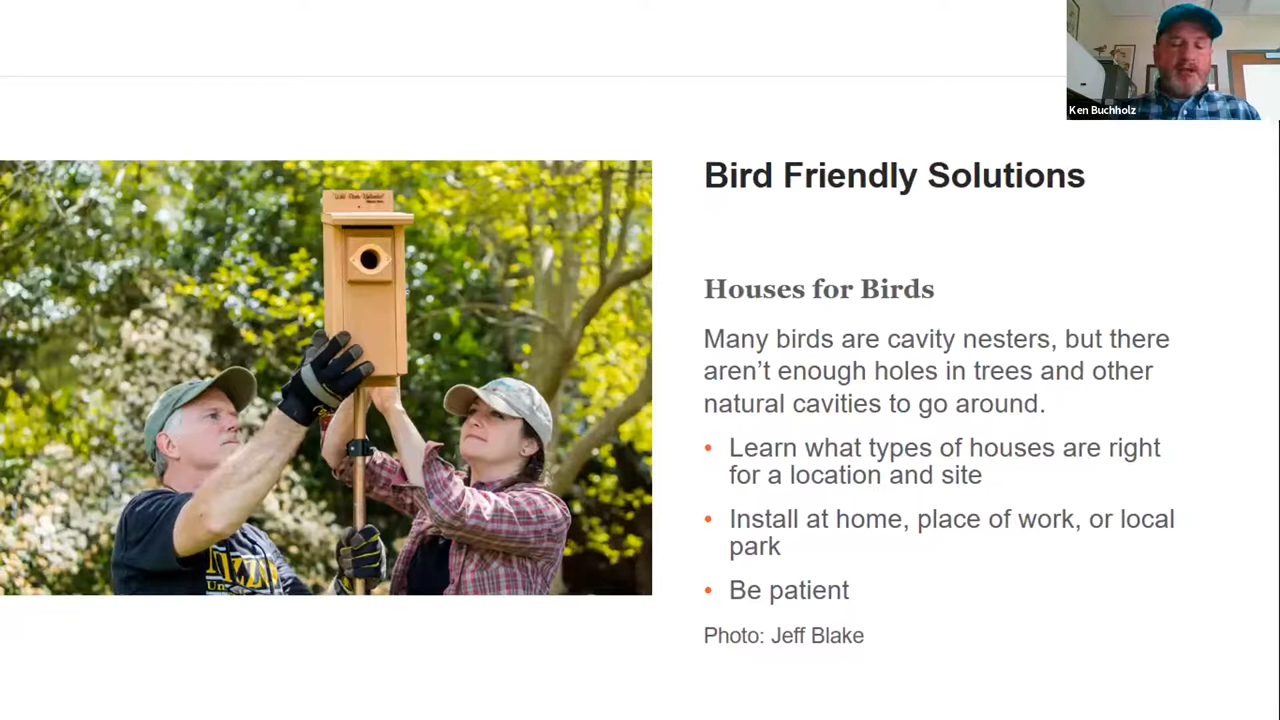 Ken Buchholz
Bird Friendly Solutions
Houses for Birds
Many birds are cavity nesters, but there
aren’t enough holes in trees and other
natural cavities to go around.
• Learn what types of houses are right
for a location and site
• Install at home, place of work, or local
park
• Be patient
Photo: Jeff Blake